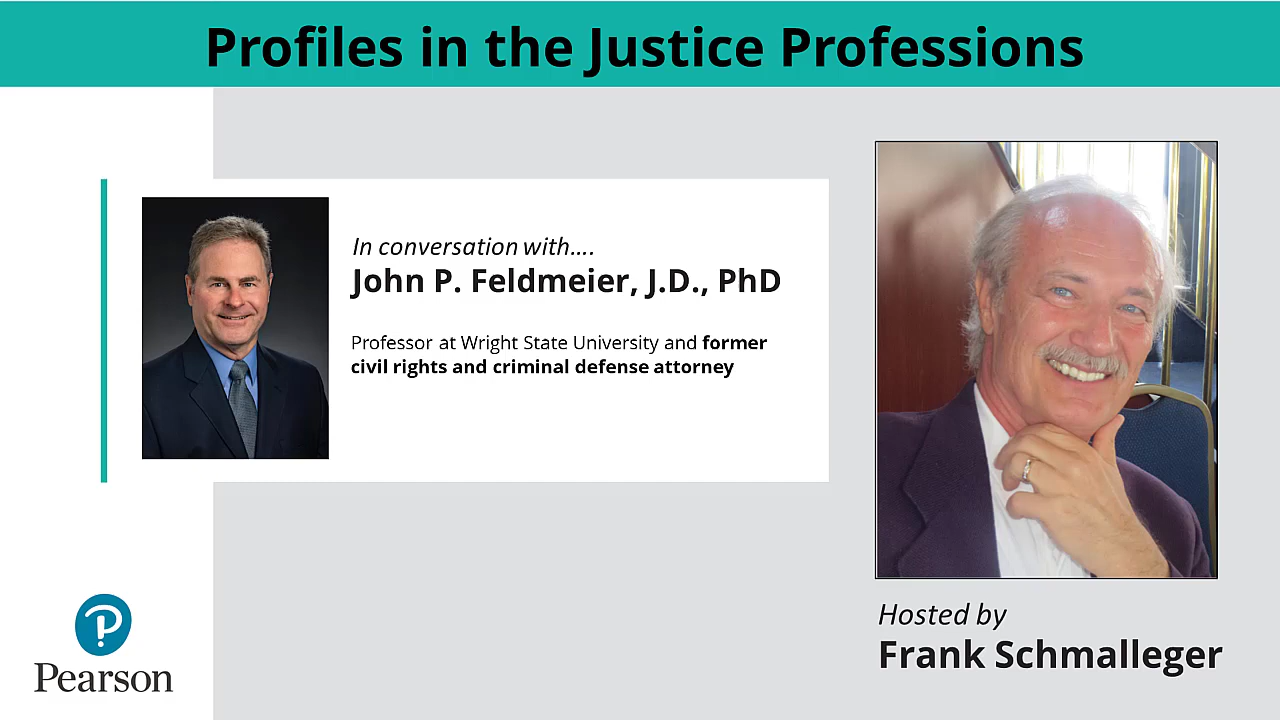 Profiles in the Justice Professions
In conversation with....
John P. Feldmeier, J.D., PhD
Professor at Wright State University and former
civil rights and criminal defense attorney
Hosted by
Frank Schmalleger
P
Pearson